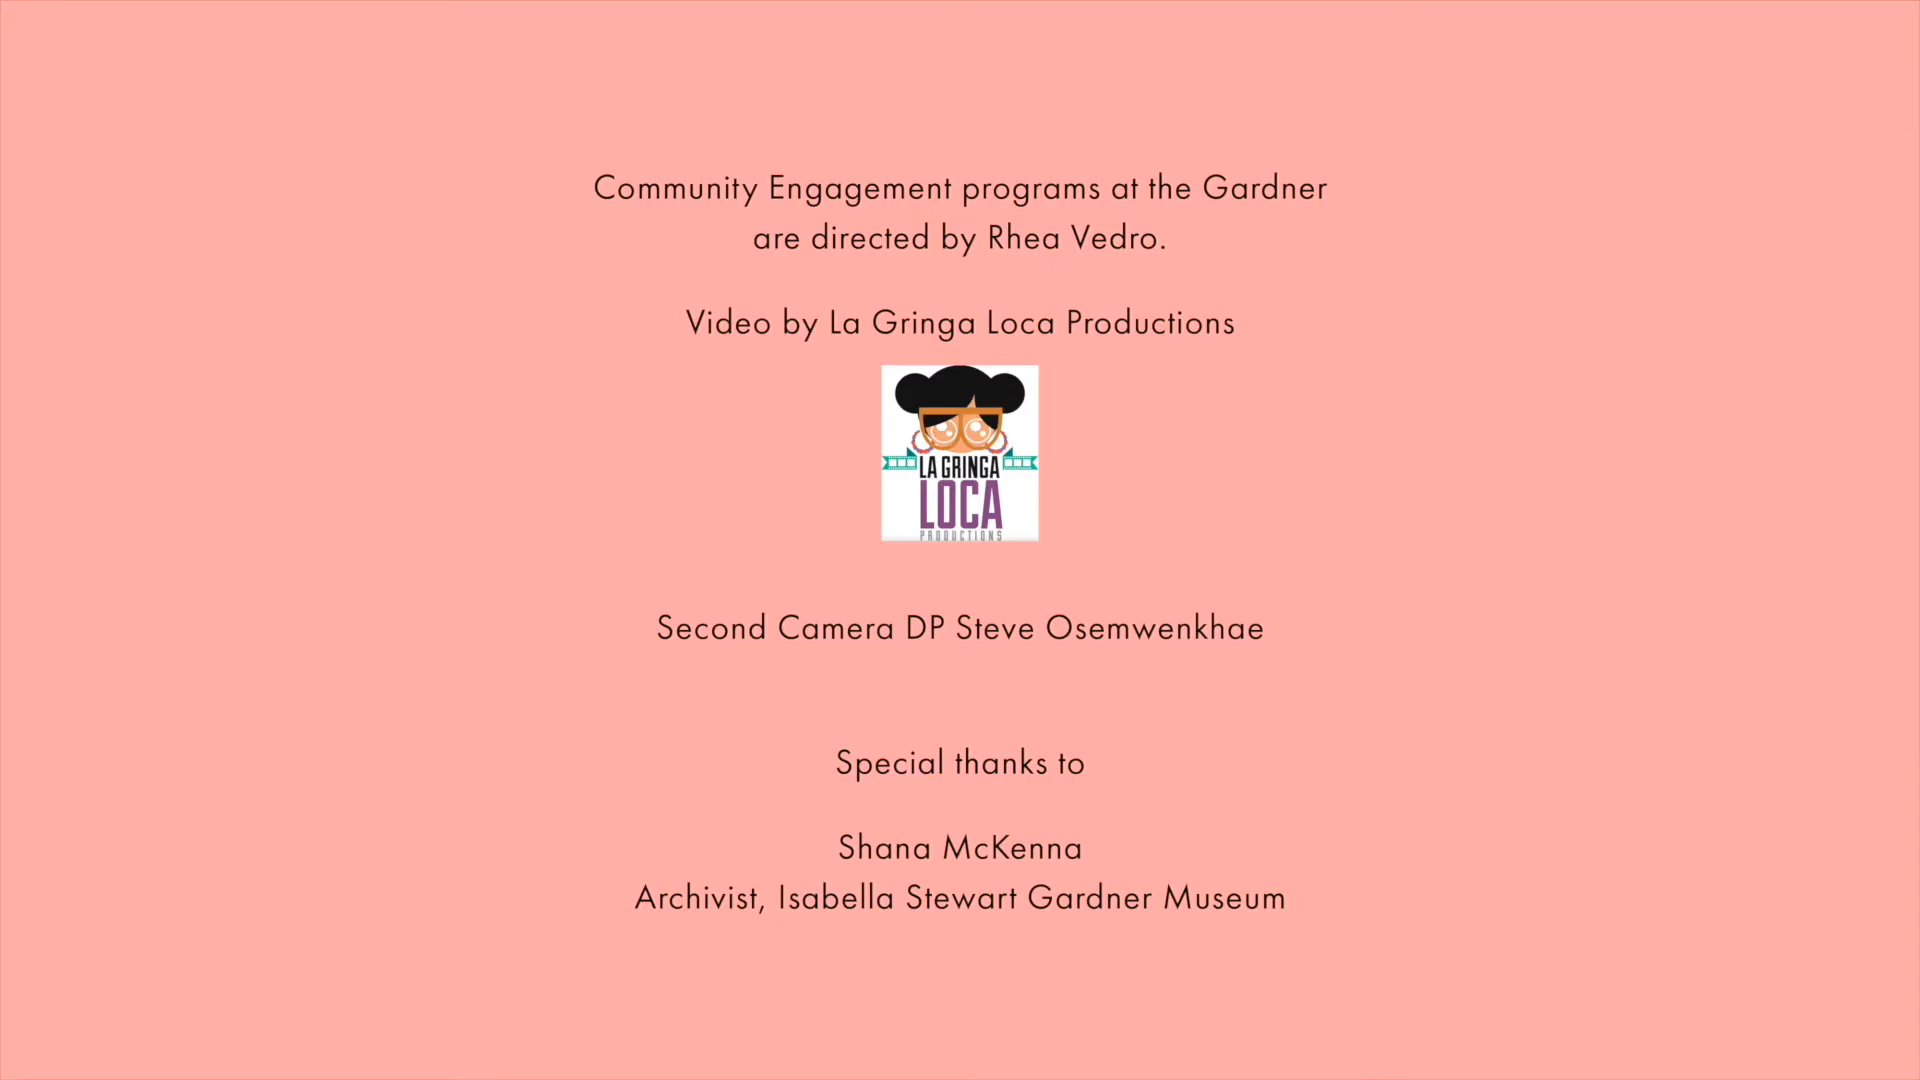 Community Engagement programs at the Gardner
are directed by Rhea Vedro.
Video by La Gringa Loca Productions
LA GRINGA
LOCA
PRODUCTIONS
Second Camera DP Steve Osemwenkhae
Special thanks to
Shana McKenna
Archivist, Isabella Stewart Gardner Museum